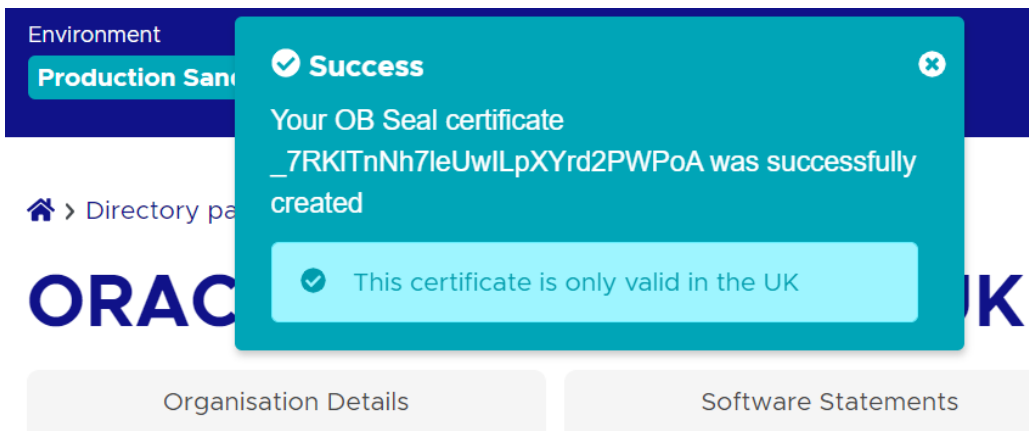 Environment
Production Sand
Success
Your OB Seal certificate
_7RKlTnNh7leUwlLpXYrd2PWPoA was successfully
created
This certificate is only valid in the UK
Directory pa
ORAC
UK
Organisation Details
Software Statements